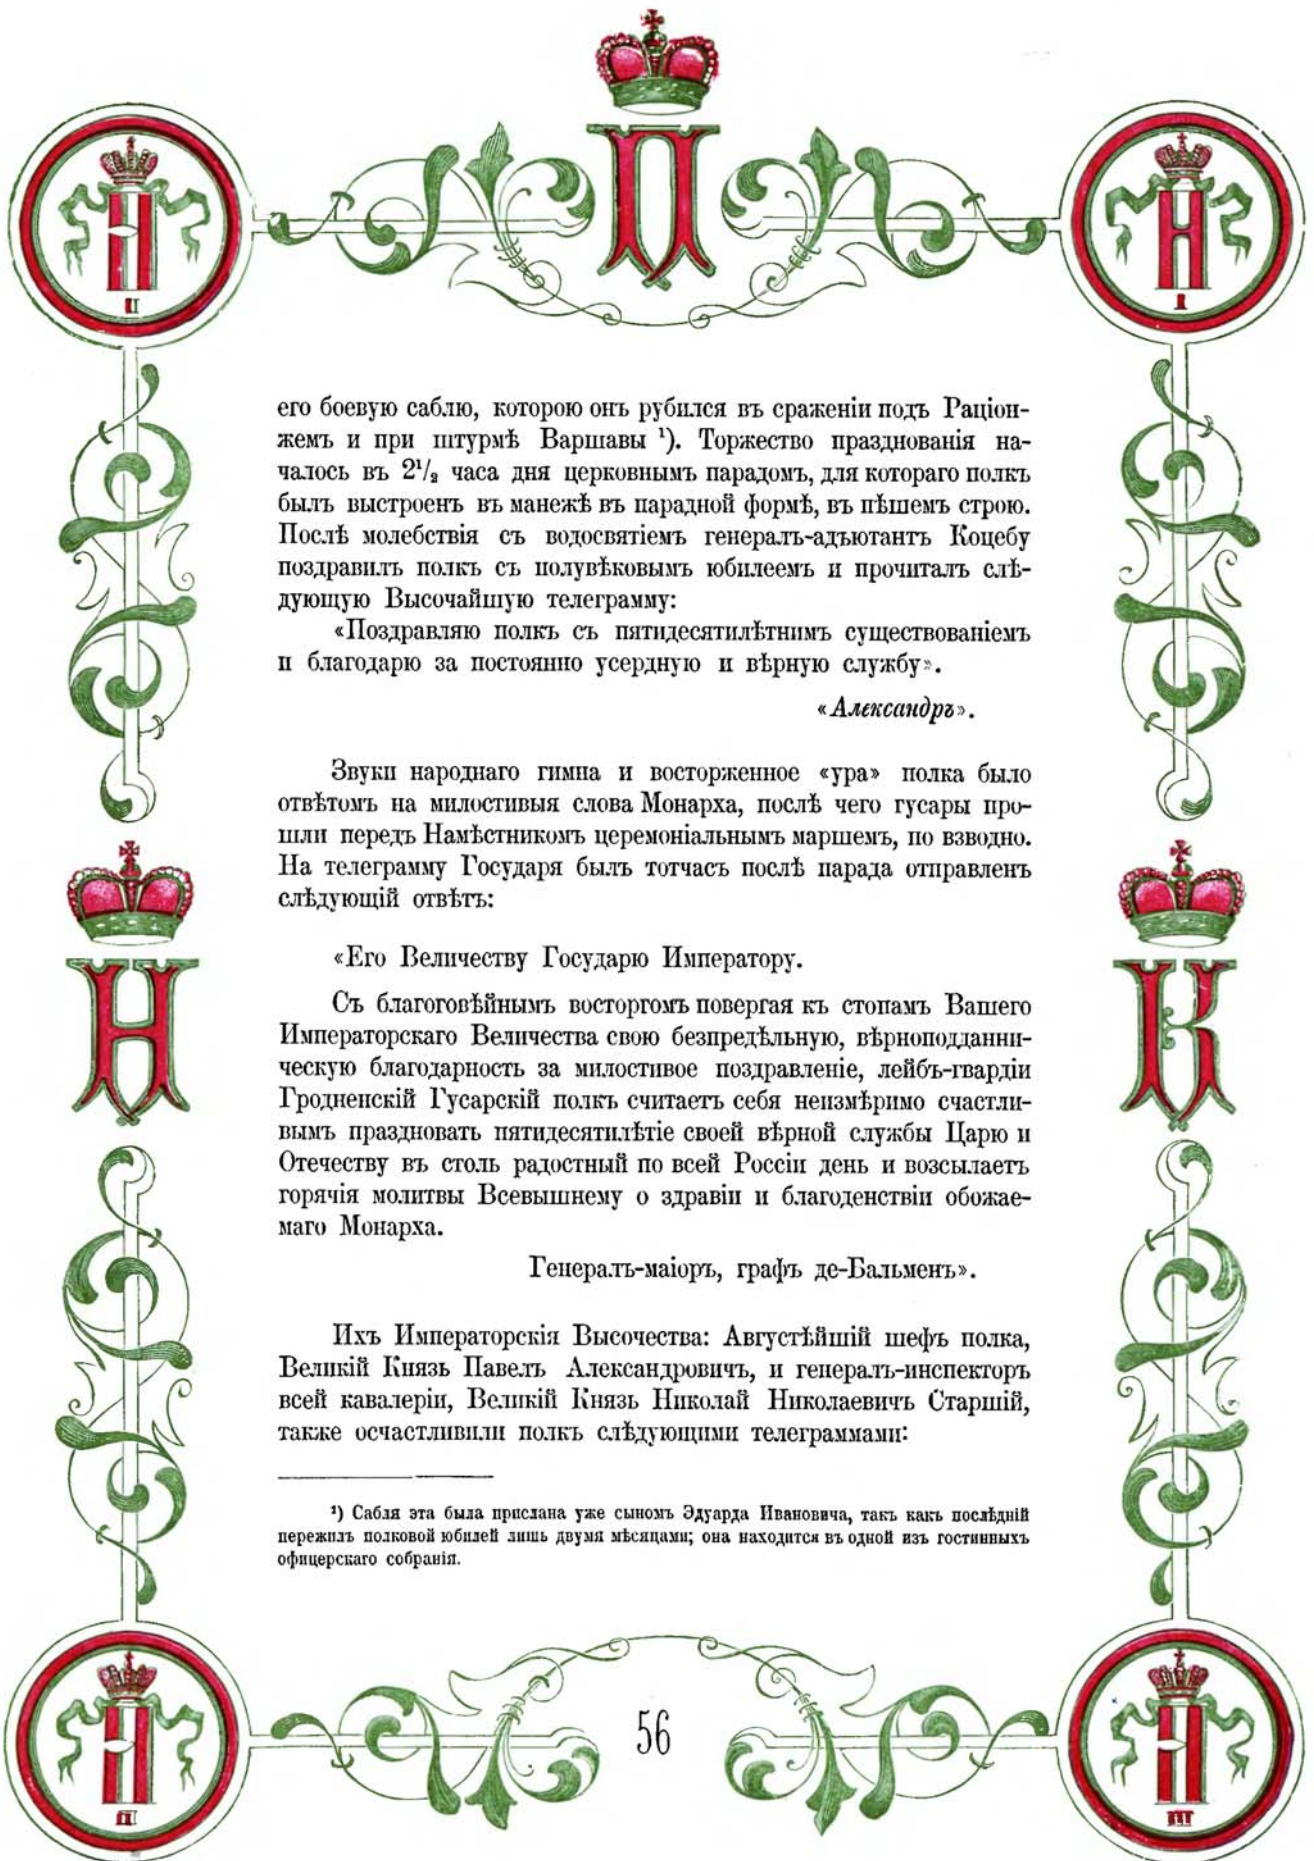 П
II
I
его боевую саблю, которою онъ рубился въ сраженіи подъ Раціон-
жемъ и при штурмѣ Варшавы ¹). Торжество празднованія на-
чалось въ 2¹/₂ часа дня церковнымъ парадомъ, для котораго полкъ
былъ выстроенъ въ манежѣ въ парадной формѣ, въ пѣшемъ строю.
Послѣ молебствія съ водосвятіемъ генералъ-адъютантъ Коцебу
поздравилъ полкъ съ полувѣковымъ юбилеемъ и прочиталъ слѣ-
дующую Высочайшую телеграмму:
«Поздравляю полкъ съ пятидесятилѣтнимъ существованіемъ
и благодарю за постоянно усердную и вѣрную службу».
«Александръ».
Звуки народнаго гимна и восторженное «ура» полка было
отвѣтомъ на милостивыя слова Монарха, послѣ чего гусары про-
шли передъ Намѣстникомъ церемоніальнымъ маршемъ, по взводно.
На телеграмму Государя былъ тотчасъ послѣ парада отправленъ
слѣдующій отвѣтъ:
«Его Величеству Государю Императору.
Съ благоговѣйнымъ восторгомъ повергая къ стопамъ Вашего
Императорскаго Величества свою безпредѣльную, вѣрноподданни-
ческую благодарность за милостивое поздравленіе, лейбъ-гвардіи
Гродненскій Гусарскій полкъ считаетъ себя неизмѣримо счастли-
вымъ праздновать пятидесятилѣтіе своей вѣрной службы Царю и
Отечеству въ столь радостный по всей Россіи день и возсылаетъ
горячія молитвы Всевышнему о здравіи и благоденствіи обожае-
маго Монарха.
Генералъ-маіоръ, графъ де-Бальменъ».
Н
В
Ихъ Императорскія Высочества: Августѣйшій шефъ полка,
Великій Князь Павелъ Александровичъ, и генералъ-инспекторъ
всей кавалеріи, Великій Князь Николай Николаевичъ Старшій,
также осчастливили полкъ слѣдующими телеграммами:
¹) Сабля эта была прислана уже сыномъ Эдуарда Ивановича, такъ какъ послѣдній
пережилъ полковой юбилей лишь двумя мѣсяцами; она находится въ одной изъ гостинныхъ
офицерскаго собранія.
III
56